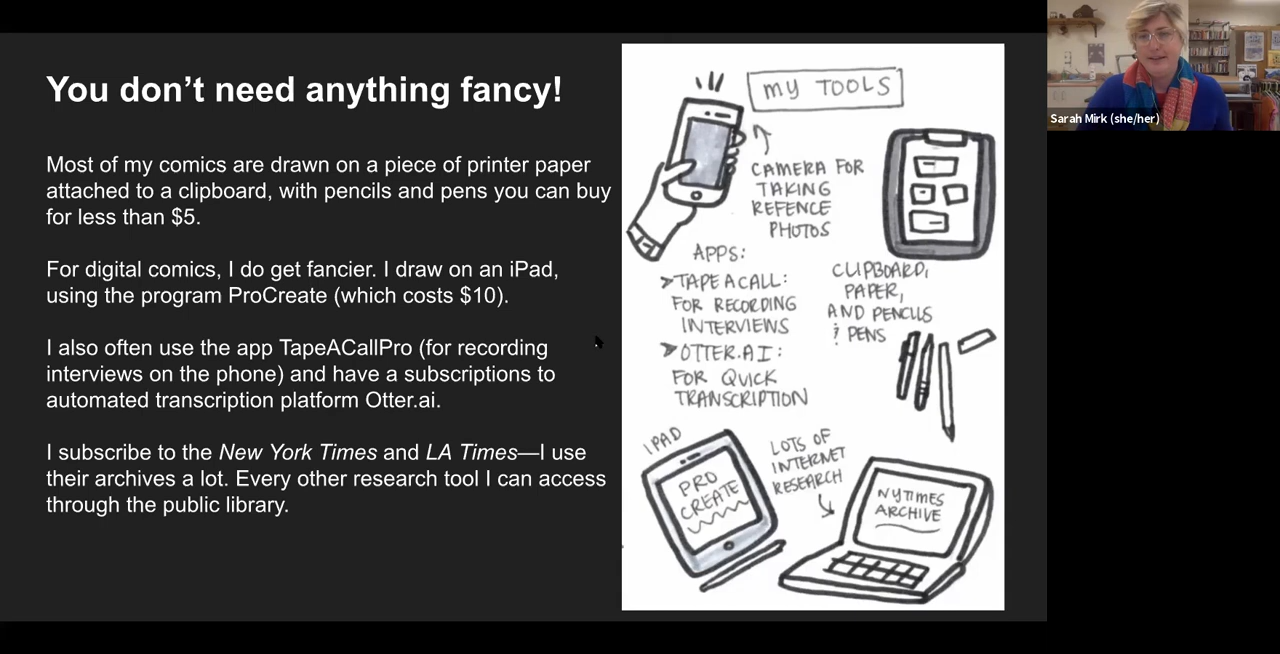 You don’t need anything fancy!
Most of my comics are drawn on a piece of printer paper
attached to a clipboard, with pencils and pens you can buy
for less than $5.
For digital comics, I do get fancier. I draw on an iPad,
using the program ProCreate (which costs $10).
I also often use the app TapeACallPro (for recording
interviews on the phone) and have a subscriptions to
automated transcription platform Otter.ai.
I subscribe to the New York Times and LA Times—I use
their archives a lot. Every other research tool I can access
through the public library.
MY TOOLS
CAMERA FOR
TAKING
REFENCE
PHOTOS
APPS:
➤TAPEACALL:
FOR RECORDING
INTERVIEWS
➤OTTER.AI:
FOR QUICK
TRANSCRIPTION
CLIPBOARD,
PAPER,
AND PENCILS
& PENS
IPAD
PRO
CREATE
LOTS OF
INTERNET
RESEARCH
NYTIMES
ARCHIVE
Sarah Mirk (she/her)